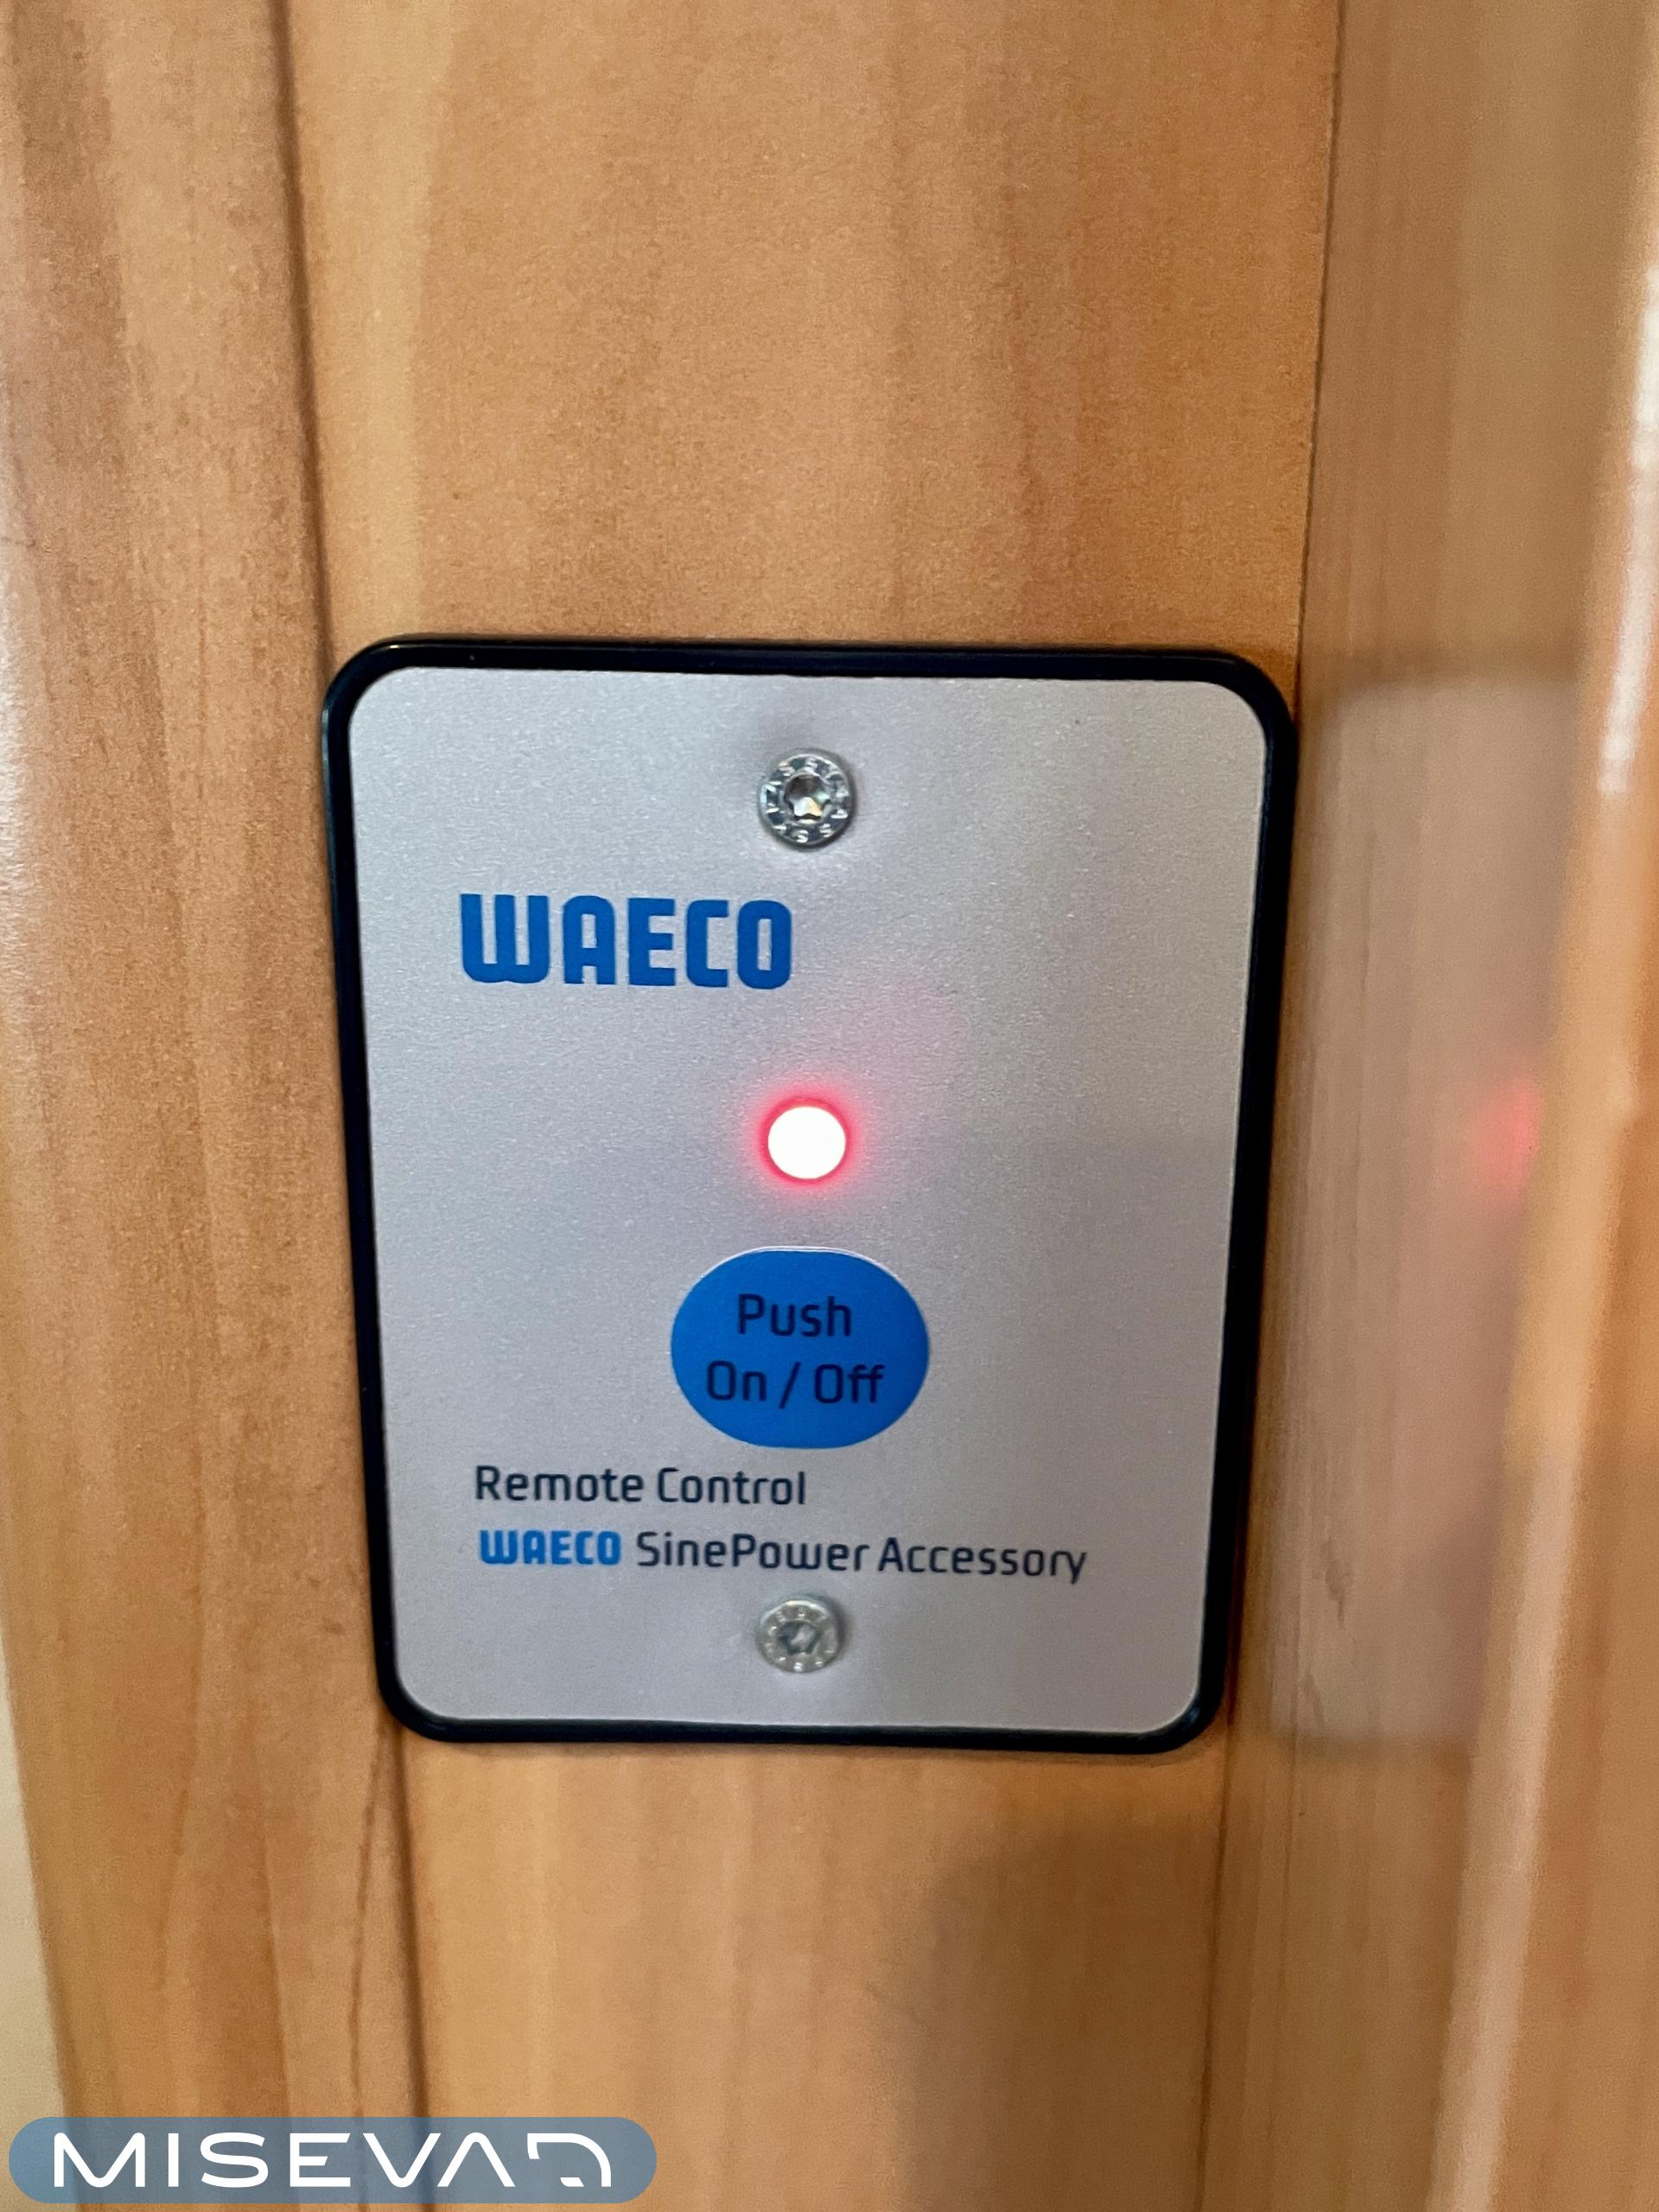 WAECO
Push
On / Off
Remote Control
WAECO SinePower Accessory
MISEVAD